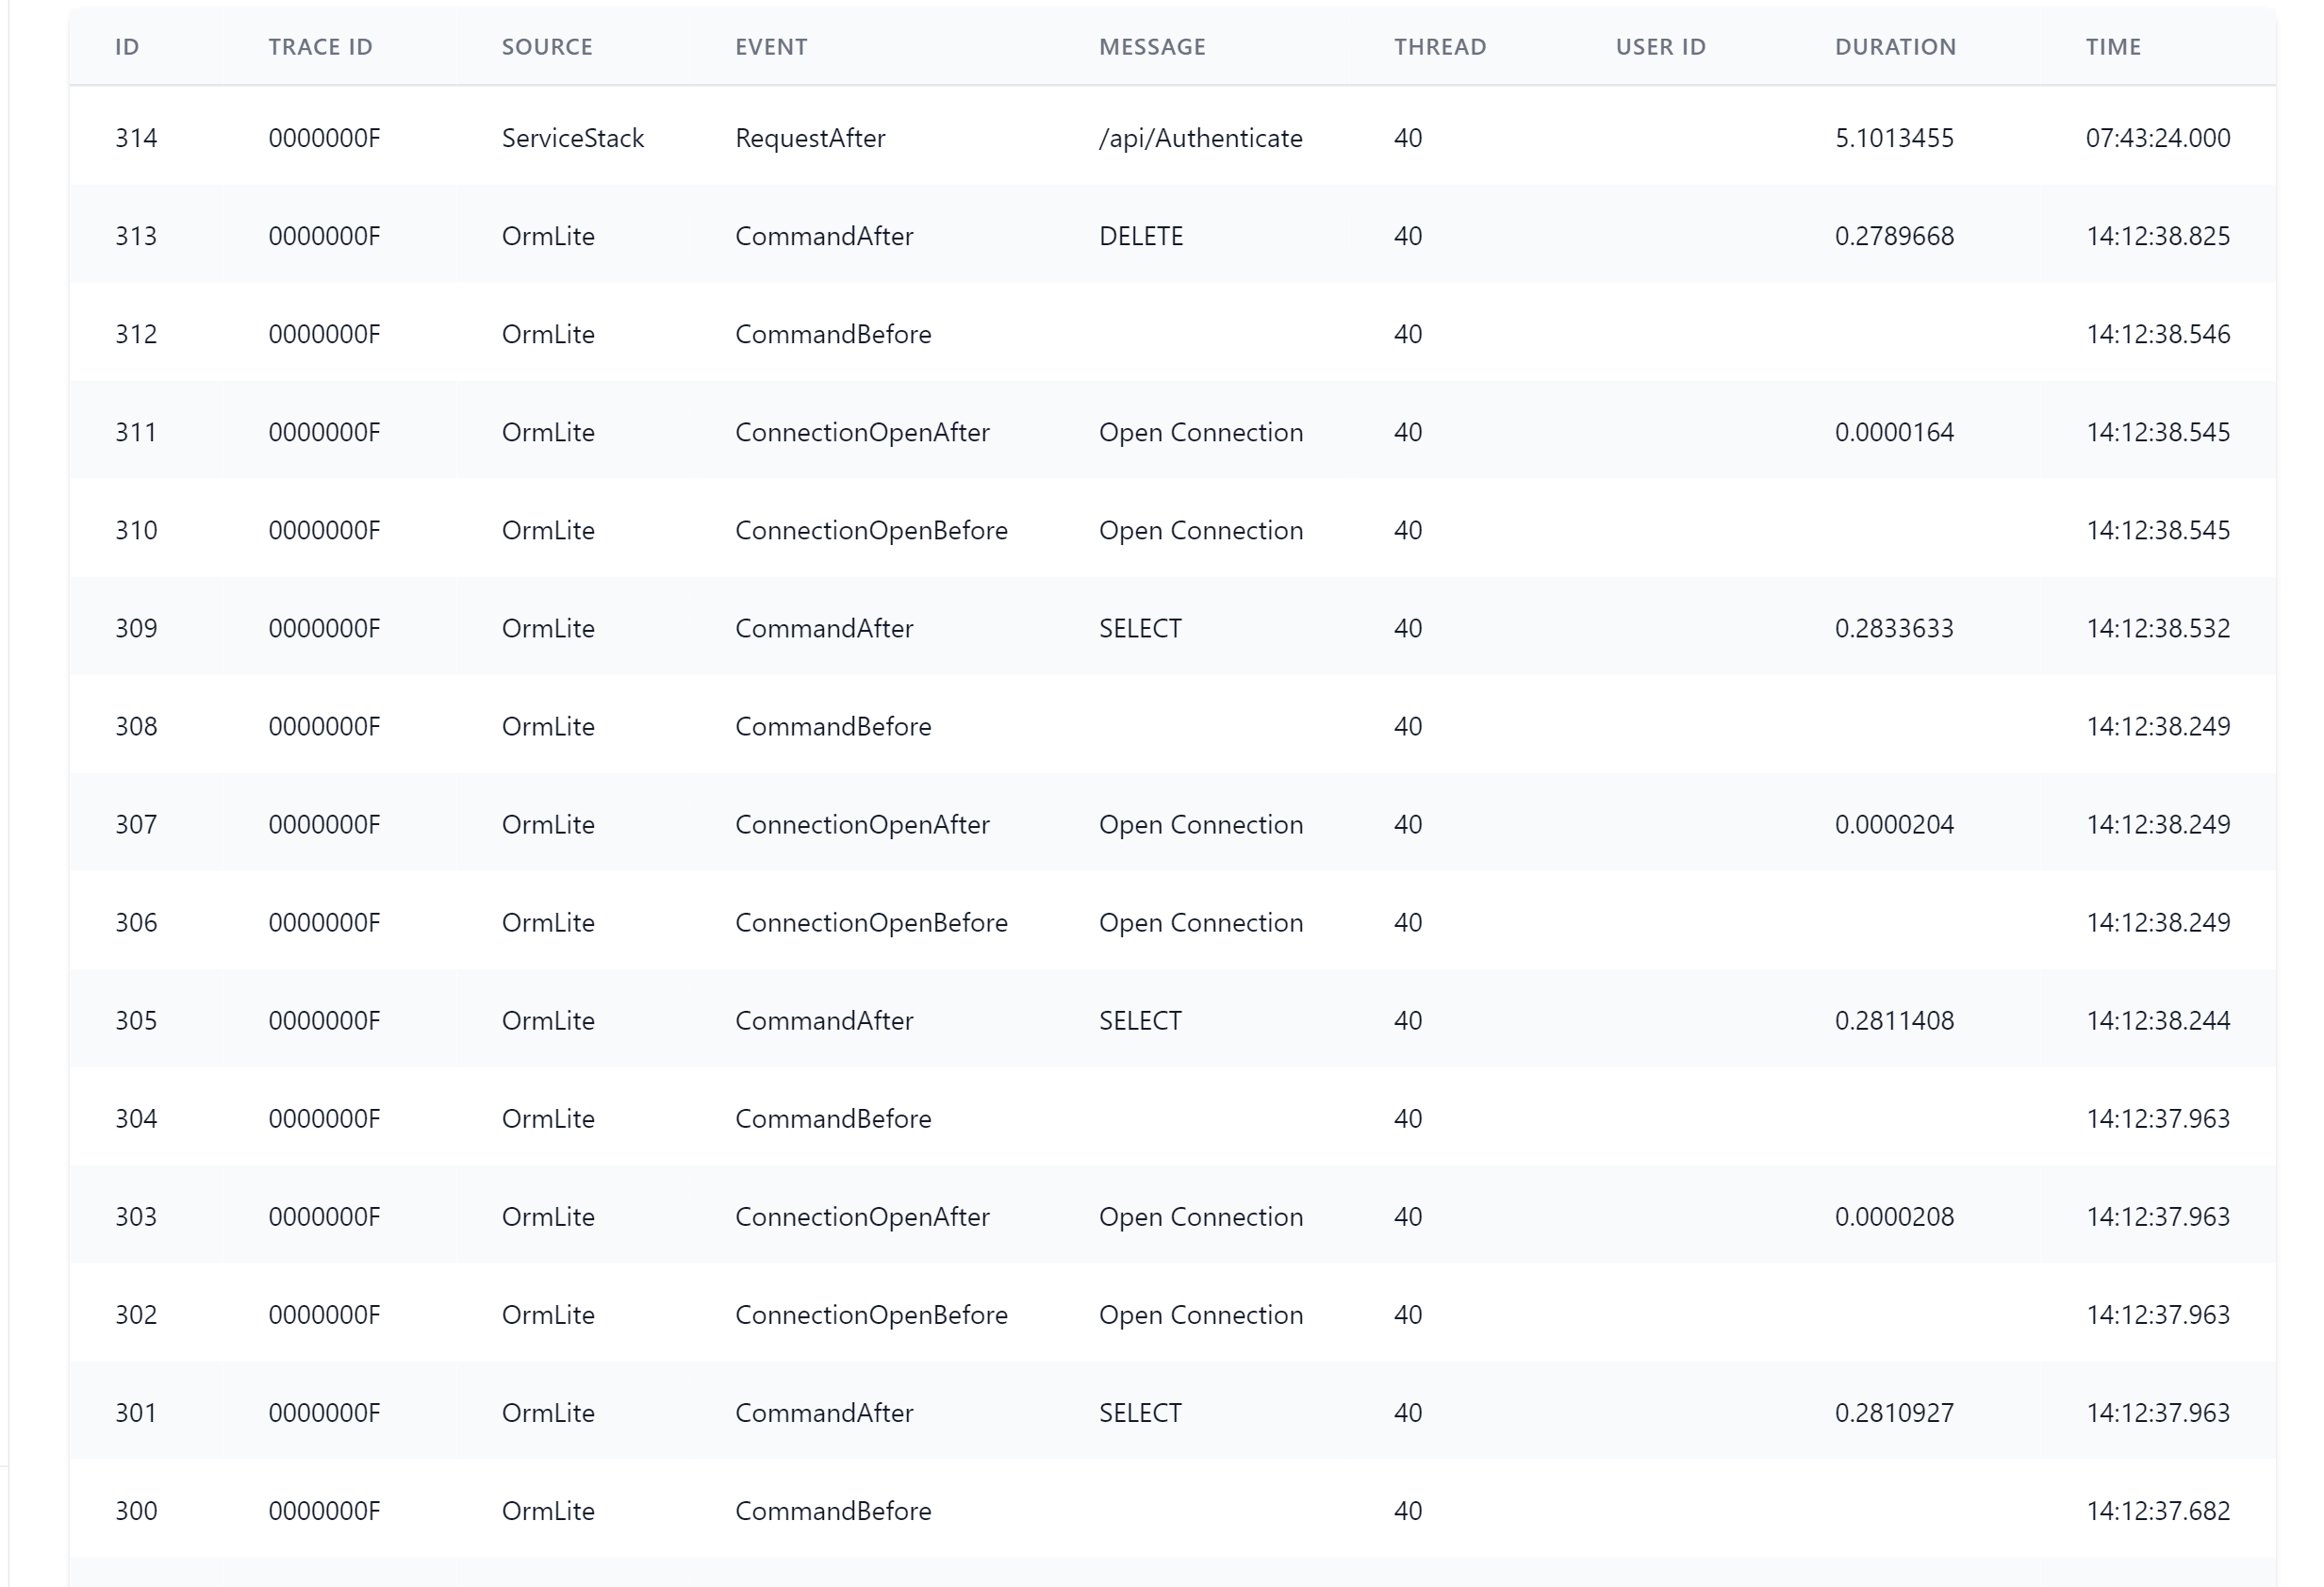 ID TRACE ID SOURCE EVENT MESSAGE THREAD USER ID DURATION TIME
314 0000000F ServiceStack RequestAfter /api/Authenticate 40 5.1013455 07:43:24.000
313 0000000F OrmLite CommandAfter DELETE 40 0.2789668 14:12:38.825
312 0000000F OrmLite CommandBefore 40 14:12:38.546
311 0000000F OrmLite ConnectionOpenAfter Open Connection 40 0.0000164 14:12:38.545
310 0000000F OrmLite ConnectionOpenBefore Open Connection 40 14:12:38.545
309 0000000F OrmLite CommandAfter SELECT 40 0.2833633 14:12:38.532
308 0000000F OrmLite CommandBefore 40 14:12:38.249
307 0000000F OrmLite ConnectionOpenAfter Open Connection 40 0.0000204 14:12:38.249
306 0000000F OrmLite ConnectionOpenBefore Open Connection 40 14:12:38.249
305 0000000F OrmLite CommandAfter SELECT 40 0.2811408 14:12:38.244
304 0000000F OrmLite CommandBefore 40 14:12:37.963
303 0000000F OrmLite ConnectionOpenAfter Open Connection 40 0.0000208 14:12:37.963
302 0000000F OrmLite ConnectionOpenBefore Open Connection 40 14:12:37.963
301 0000000F OrmLite CommandAfter SELECT 40 0.2810927 14:12:37.963
300 0000000F OrmLite CommandBefore 40 14:12:37.682